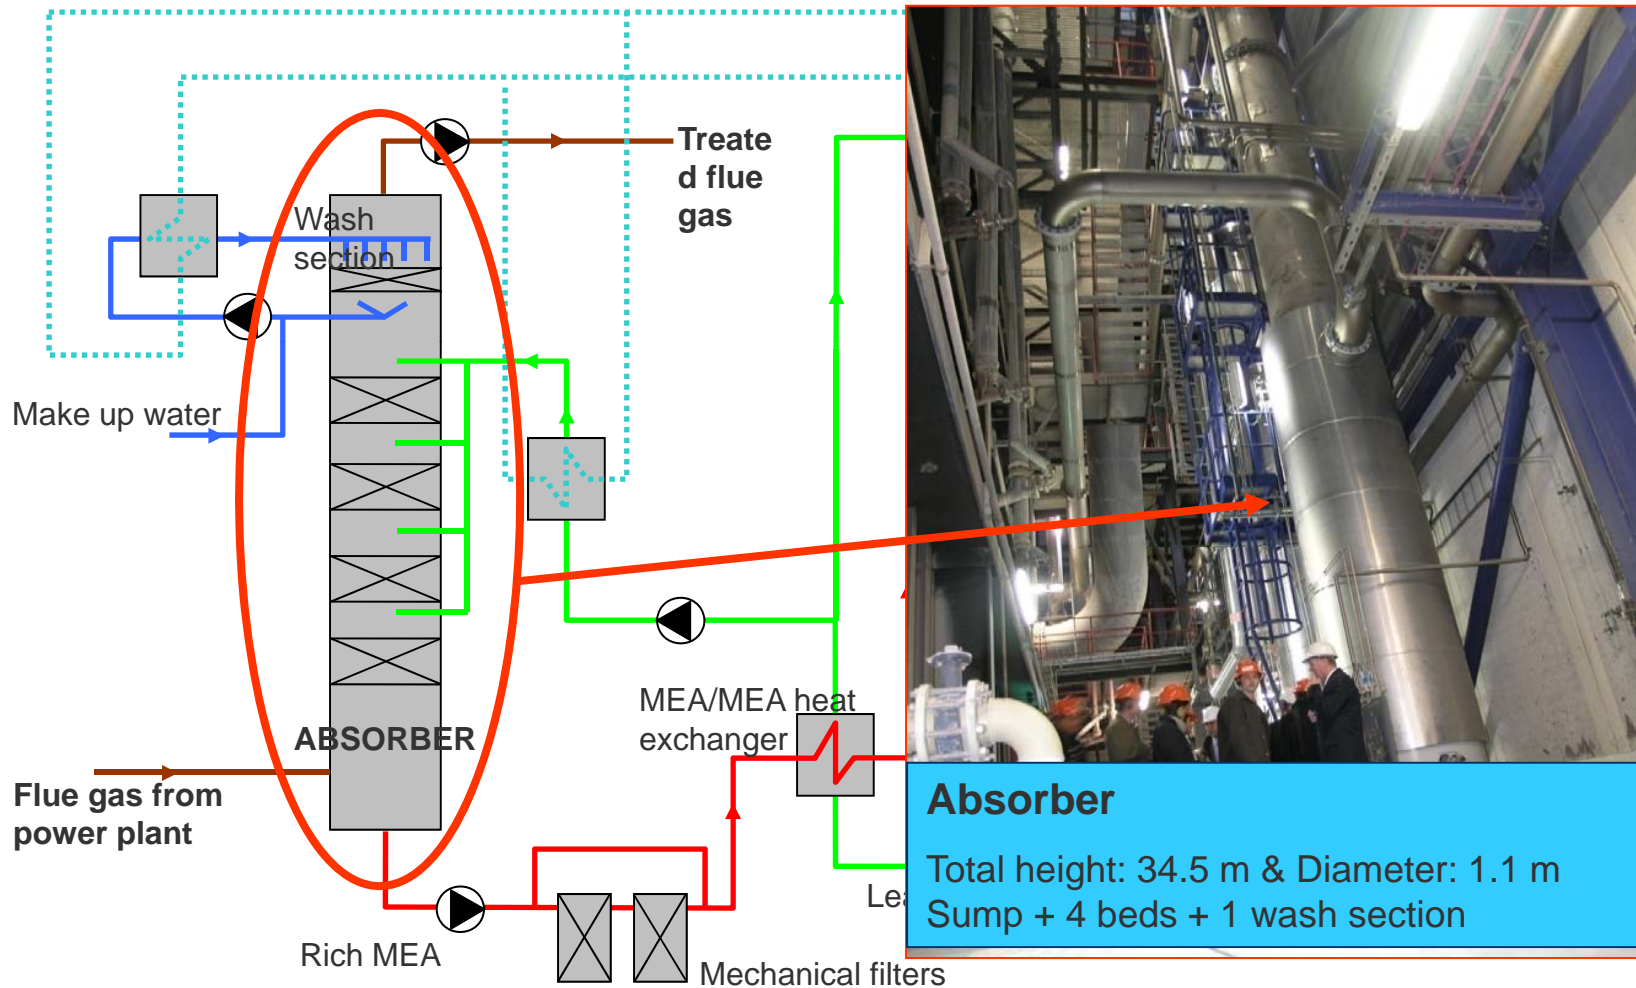 Treate
d flue
gas
Wash
section
Make up water
MEA/MEA heat
exchanger
ABSORBER
Flue gas from
power plant
Rich MEA
Mechanical filters
Absorber
Total height: 34.5 m & Diameter: 1.1 m
Sump + 4 beds + 1 wash section